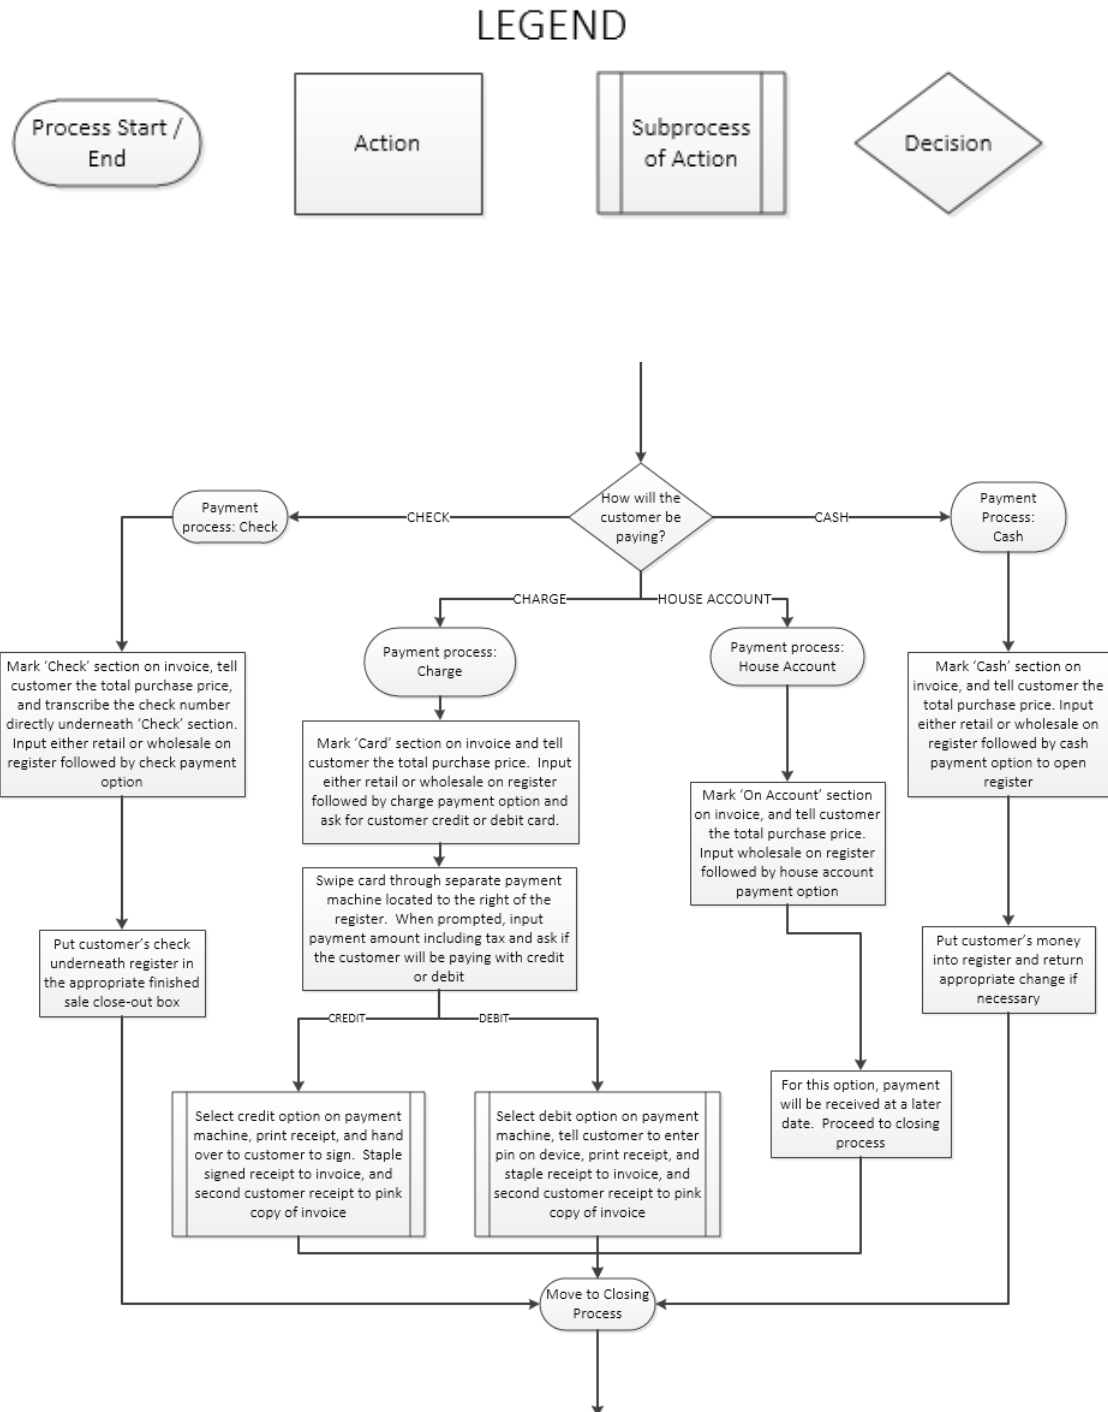 LEGEND
Process Start /
End
Action
Subprocess
of Action
Decision
How will the
customer be
paying?
CHECK
CASH
Payment
process: Check
Payment
Process:
Cash
CHARGE
HOUSE ACCOUNT
Payment process:
Charge
Payment process:
House Account
Mark ‘Check’ section on invoice, tell
customer the total purchase price,
and transcribe the check number
directly underneath ‘Check’ section.
Input either retail or wholesale on
register followed by check payment
option
Mark ‘Card’ section on invoice and tell
customer the total purchase price.  Input
either retail or wholesale on register
followed by charge payment option and
ask for customer credit or debit card.
Mark ‘On Account’ section
on invoice, and tell customer
the total purchase price.
Input wholesale on register
followed by house account
payment option
Mark ‘Cash’ section on
invoice, and tell customer the
total purchase price. Input
either retail or wholesale on
register followed by cash
payment option to open
register
Swipe card through separate payment
machine located to the right of the
register.  When prompted, input
payment amount including tax and ask if
the customer will be paying with credit
or debit
Put customer’s check
underneath register in
the appropriate finished
sale close-out box
Put customer’s money
into register and return
appropriate change if
necessary
CREDIT
DEBIT
Select credit option on payment
machine, print receipt, and hand
over to customer to sign.  Staple
signed receipt to invoice, and
second customer receipt to pink
copy of invoice
Select debit option on payment
machine, tell customer to enter
pin on device, print receipt, and
staple receipt to invoice, and
second customer receipt to pink
copy of invoice
For this option, payment
will be received at a later
date.  Proceed to closing
process
Move to Closing
Process